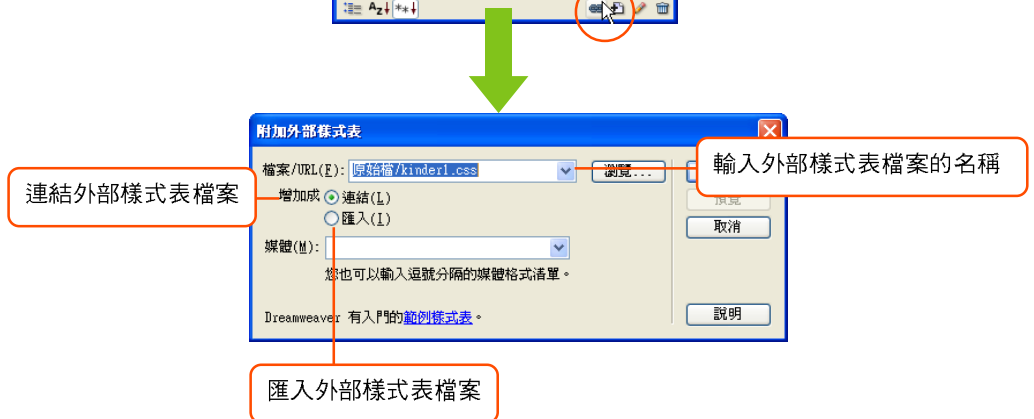 附加外部樣式表
檔案/URL(F): 原始檔/kinder1.css
瀏覽...
輸入外部樣式表檔案的名稱
連結外部樣式表檔案
增加成 連結(L)
匯入(I)
預覽
取消
媒體(M):
您也可以輸入逗號分隔的媒體格式清單。
Dreamweaver 有入門的範例樣式表。
說明
匯入外部樣式表檔案